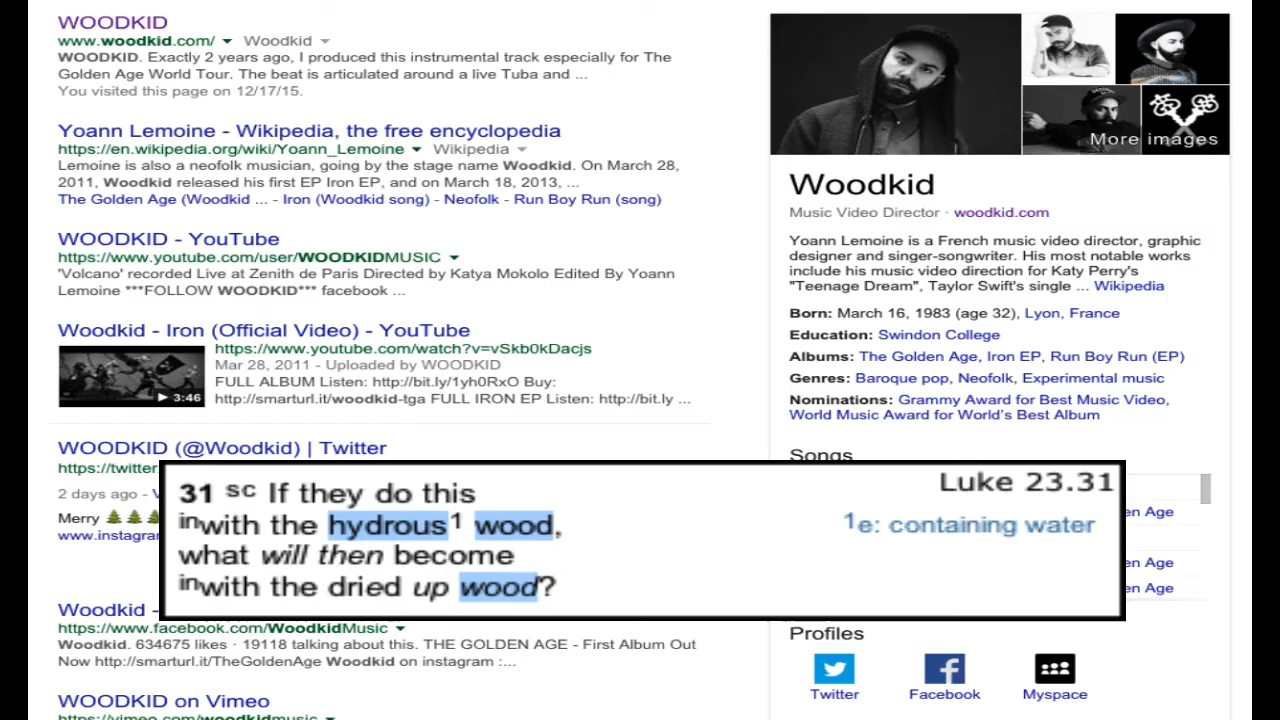 WOODKID
www.woodkid.com/ ▼ Woodkid ▼
WOODKID. Exactly 2 years ago, I produced this instrumental track especially for The
Golden Age World Tour. The beat is articulated around a live Tuba and ...
You visited this page on 12/17/15.
Yoann Lemoine - Wikipedia, the free encyclopedia
https://en.wikipedia.org/wiki/Yoann_Lemoine ▼ Wikipedia ▼
Lemoine is also a neofolk musician, going by the stage name Woodkid. On March 28,
2011, Woodkid released his first EP Iron EP, and on March 18, 2013, ...
The Golden Age (Woodkid ... - Iron (Woodkid song) - Neofolk - Run Boy Run (song)
WOODKID - YouTube
https://www.youtube.com/user/WOODKIDMUSIC ▼
'Volcano' recorded Live at Zenith de Paris Directed by Katya Mokolo Edited By Yoann
Lemoine ***FOLLOW WOODKID*** facebook ...
Woodkid - Iron (Official Video) - YouTube
https://www.youtube.com/watch?v=vSkb0kDacjs
Mar 28, 2011 - Uploaded by WOODKID
FULL ALBUM Listen: http://bit.ly/1yh0RxO Buy:
http://smarturl.it/woodkid-tga FULL IRON EP Listen: http://bit.ly ...
▶ 3:46
WOODKID (@Woodkid) | Twitter
https://twitter
2 days ago -
Merry 🎄🎄🎄
www.instagra
Woodkid -
https://www.facebook.com/WoodkidMusic ▼
Woodkid. 634675 likes · 19118 talking about this. THE GOLDEN AGE - First Album Out
Now http://smarturl.it/TheGoldenAge Woodkid on instagram :...
WOODKID on Vimeo
https://vimeo.com/woodkidmusic ▼
More images
Woodkid
Music Video Director · woodkid.com
Yoann Lemoine is a French music video director, graphic
designer and singer-songwriter. His most notable works
include his music video direction for Katy Perry's
"Teenage Dream", Taylor Swift's single ... Wikipedia
Born: March 16, 1983 (age 32), Lyon, France
Education: Swindon College
Albums: The Golden Age, Iron EP, Run Boy Run (EP)
Genres: Baroque pop, Neofolk, Experimental music
Nominations: Grammy Award for Best Music Video,
World Music Award for World's Best Album
Songs
en Age
en Age
en Age
Profiles
Twitter Facebook Myspace
Luke 23.31
31 sc If they do this
inwith the hydrous1 wood,
1e: containing water
what will then become
inwith the dried up wood?